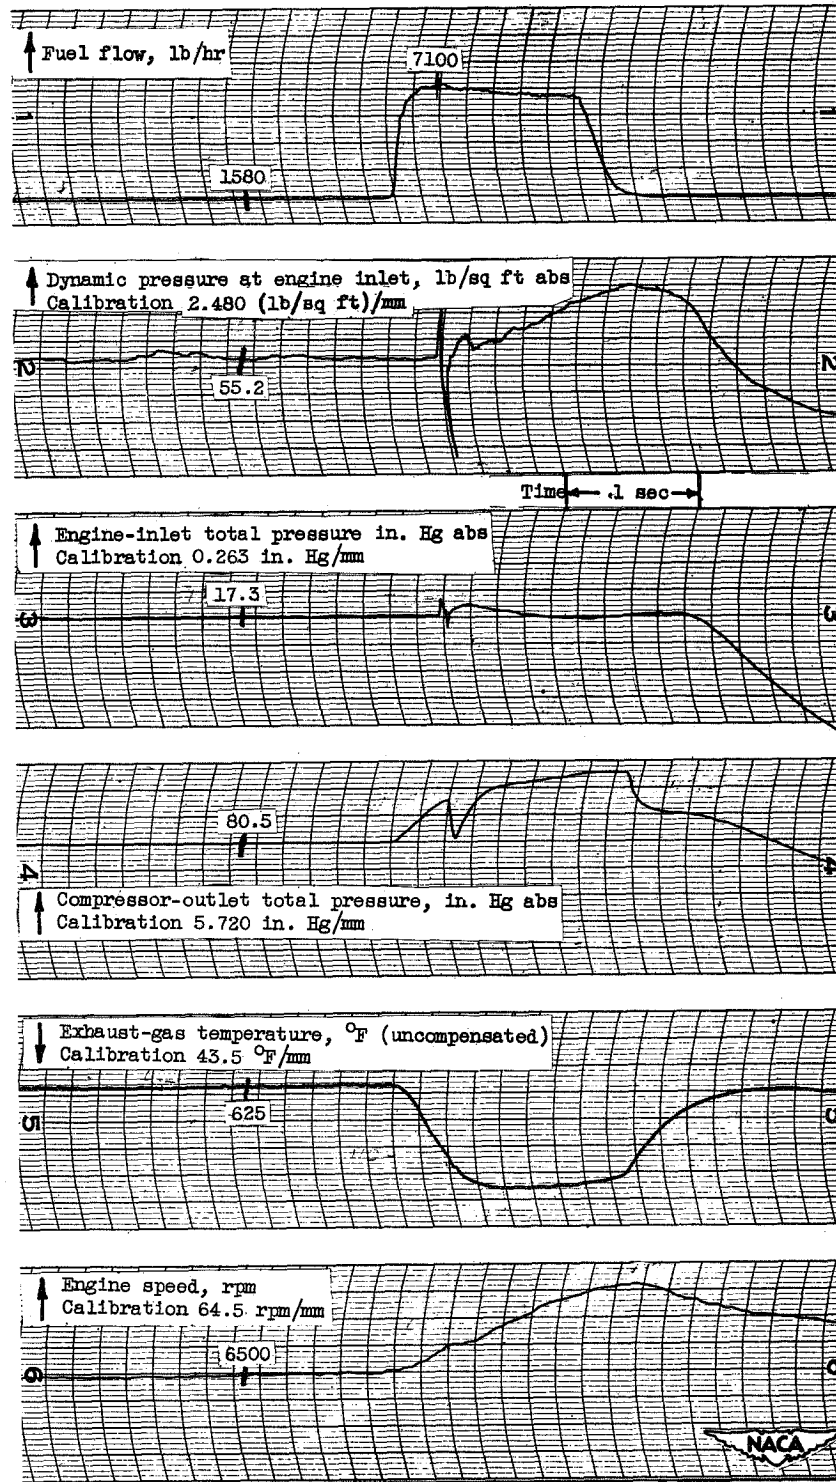 Fuel flow, lb/hr
7100
1
1
1580
Dynamic pressure at engine inlet, lb/sq ft abs
Calibration 2.480 (lb/sq ft)/mm
2
2
55.2
Time .1 sec
Engine-inlet total pressure in. Hg abs
Calibration 0.263 in. Hg/mm
17.3
3
3
80.5
4
4
Compressor-outlet total pressure, in. Hg abs
Calibration 5.720 in. Hg/mm
Exhaust-gas temperature, °F (uncompensated)
Calibration 43.5 °F/mm
625
5
Engine speed, rpm
Calibration 64.5 rpm/mm
6500
6
NACA